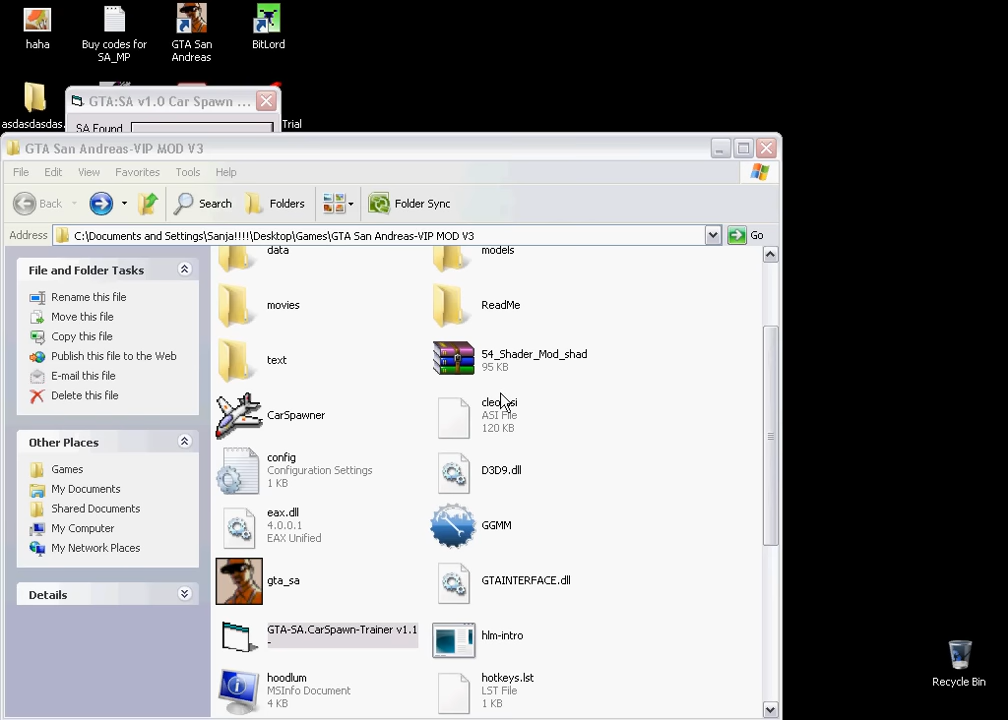 haha
Buy codes for
SA_MP
GTA San
Andreas
BitLord
asdasdasdas.
GTA:SA v1.0 Car Spawn ...
Trial
SA Found
GTA San Andreas-VIP MOD V3
File Edit View Favorites Tools Help
Back Search Folders Folder Sync
Address C:\Documents and Settings\Sanja!!!!\Desktop\Games\GTA San Andreas-VIP MOD V3 Go
File and Folder Tasks
Rename this file
Move this file
Copy this file
Publish this file to the Web
E-mail this file
Delete this file
Other Places
Games
My Documents
Shared Documents
My Computer
My Network Places
Details
data
models
movies
ReadMe
text
54_Shader_Mod_shad
95 KB
CarSpawner
ASI File
120 KB
config
Configuration Settings
1 KB
D3D9.dll
eax.dll
4.0.0.1
EAX Unified
GGMM
gta_sa
GTAINTERFACE.dll
GTA-SA.CarSpawn-Trainer v1.1
-
hlm-intro
hoodlum
MSInfo Document
4 KB
hotkeys.lst
LST File
1 KB
Recycle Bin